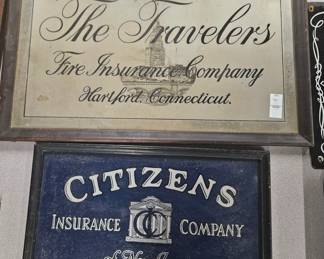 The Travelers
Fire Insurance Company
Hartford, Connecticut.
CITIZENS
INSURANCE COMPANY